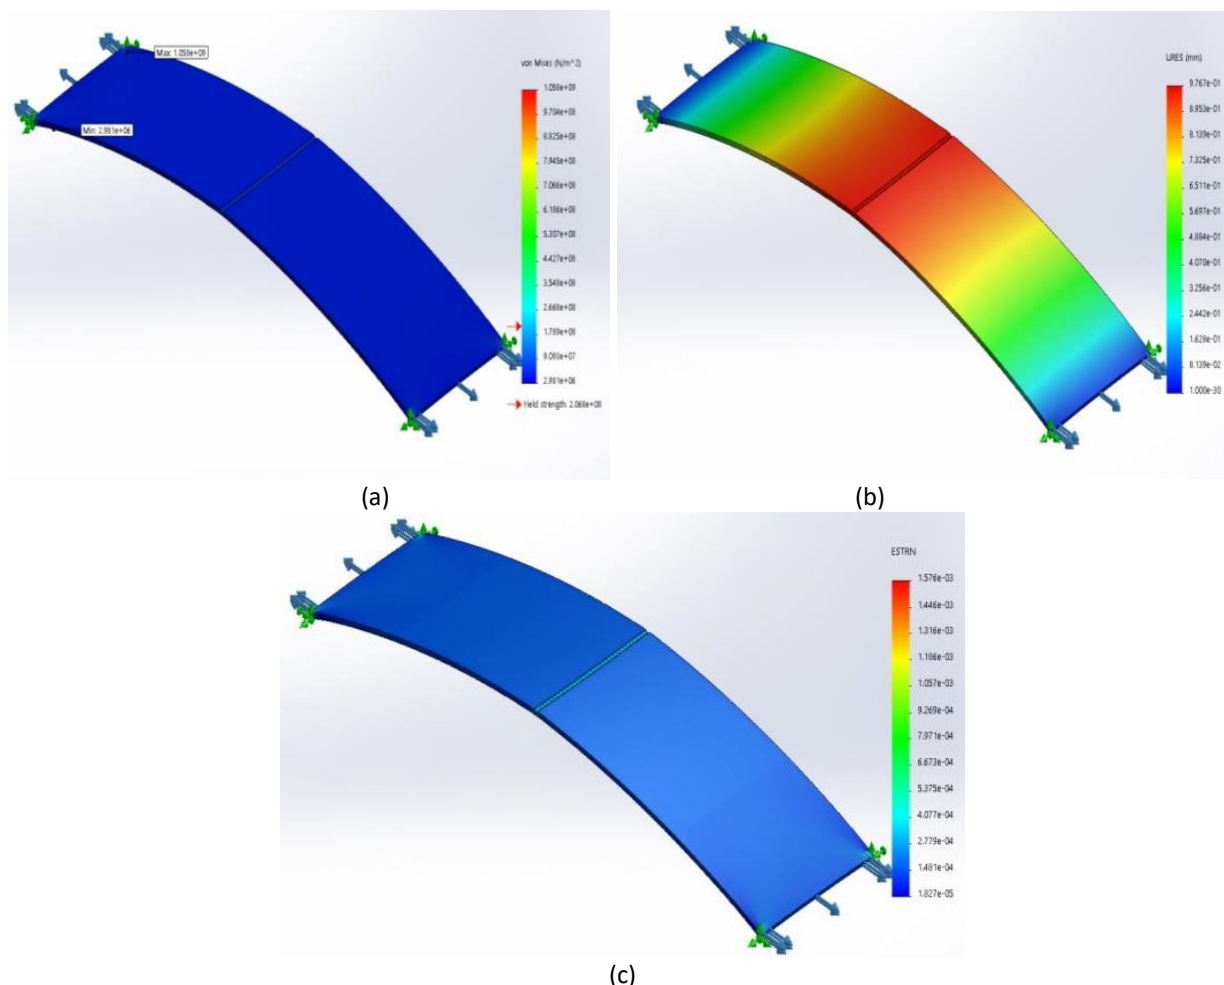 von Mises (N/m^2)
Max: 1.058e+09
1.058e+09
9.704e+08
8.825e+08
7.945e+08
7.066e+08
6.186e+08
5.307e+08
4.427e+08
3.548e+08
2.668e+08
1.789e+08
9.093e+07
2.981e+06
Min: 2.981e+06
Yield strength: 2.068e+08
(a)
URES (mm)
9.767e-01
8.953e-01
8.139e-01
7.325e-01
6.511e-01
5.697e-01
4.884e-01
4.070e-01
3.256e-01
2.442e-01
1.628e-01
8.139e-02
1.000e-30
(b)
ESTRN
1.576e-03
1.446e-03
1.316e-03
1.186e-03
1.057e-03
9.269e-04
7.971e-04
6.673e-04
5.375e-04
4.077e-04
2.779e-04
1.481e-04
1.827e-05
(c)